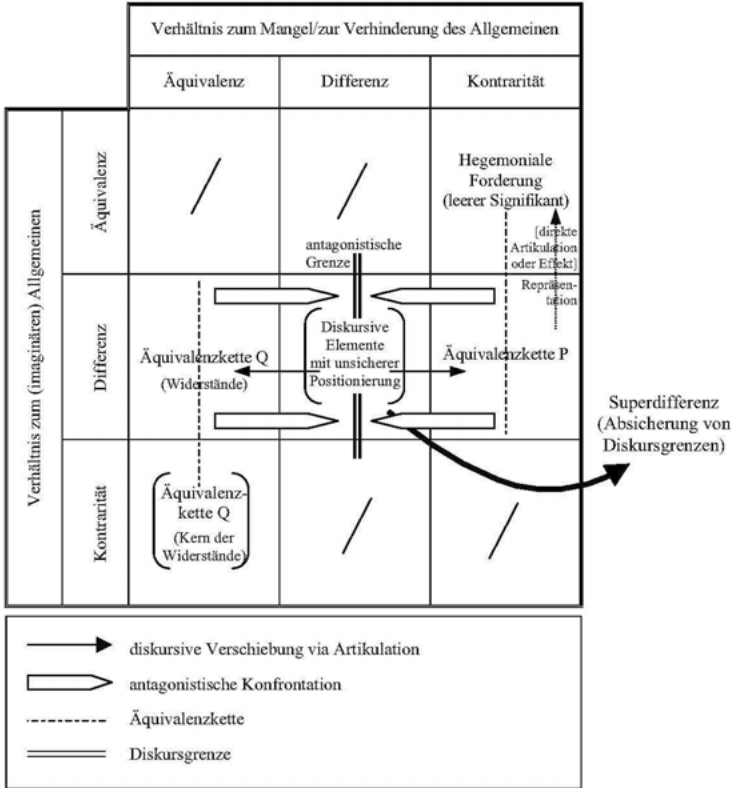 Verhältnis zum Mangel/zur Verhinderung des Allgemeinen
Äquivalenz
Differenz
Kontrarität
Verhältnis zum (imaginären) Allgemeinen
Äquivalenz
Hegemoniale
Forderung
(leerer Signifikant)
[direkte
Artikulation
oder Effekt]
Repräsen-
tation
antagonistische
Grenze
Differenz
Äquivalenzkette Q
(Widerstände)
Diskursive
Elemente
mit unsicherer
Positionierung
Äquivalenzkette P
Superdifferenz
(Absicherung von
Diskursgrenzen)
Kontrarität
Äquivalenz-
kette Q
(Kern der
Widerstände)
diskursive Verschiebung via Artikulation
antagonistische Konfrontation
Äquivalenzkette
Diskursgrenze